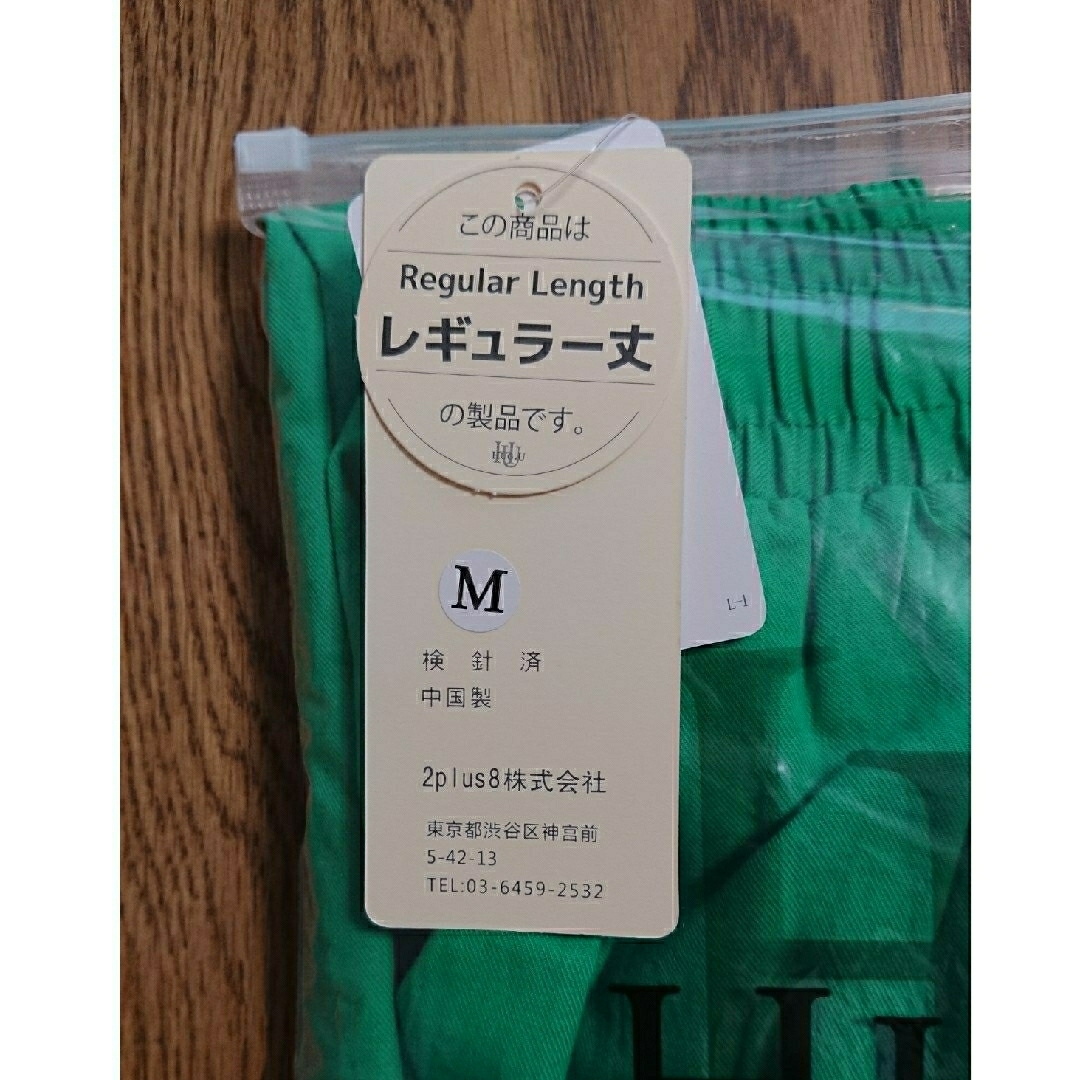 この商品は
Regular Length
レギュラー丈
の製品です。
M
検 針 済
中国製
2plus8株式会社
東京都渋谷区神宮前
5-42-13
TEL:03-6459-2532